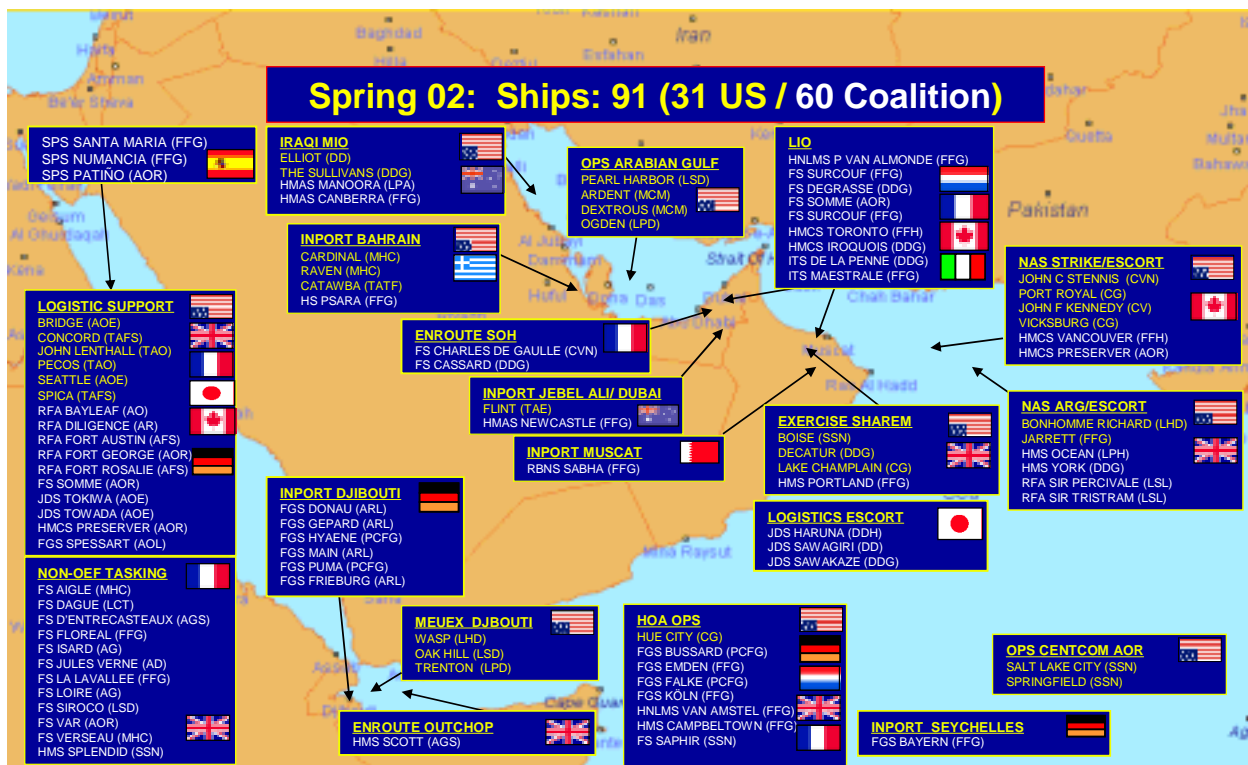 Spring 02: Ships: 91 (31 US / 60 Coalition)
SPS SANTA MARIA (FFG)
SPS NUMANCIA (FFG)
SPS PATIÑO (AOR)
IRAQI MIO
ELLIOT (DD)
THE SULLIVANS (DDG)
HMAS MANOORA (LPA)
HMAS CANBERRA (FFG)
OPS ARABIAN GULF
PEARL HARBOR (LSD)
ARDENT (MCM)
DEXTROUS (MCM)
OGDEN (LPD)
LIO
HNLMS P VAN ALMONDE (FFG)
FS SURCOUF (FFG)
FS DEGRASSE (DDG)
FS SOMME (AOR)
FS SURCOUF (FFG)
HMCS TORONTO (FFH)
HMCS IROQUOIS (DDG)
ITS DE LA PENNE (DDG)
ITS MAESTRALE (FFG)
INPORT BAHRAIN
CARDINAL (MHC)
RAVEN (MHC)
CATAWBA (TATF)
HS PSARA (FFG)
NAS STRIKE/ESCORT
JOHN C STENNIS (CVN)
PORT ROYAL (CG)
JOHN F KENNEDY (CV)
VICKSBURG (CG)
HMCS VANCOUVER (FFH)
HMCS PRESERVER (AOR)
LOGISTIC SUPPORT
BRIDGE (AOE)
CONCORD (TAFS)
JOHN LENTHALL (TAO)
PECOS (TAO)
SEATTLE (AOE)
SPICA (TAFS)
RFA BAYLEAF (AO)
RFA DILIGENCE (AR)
RFA FORT AUSTIN (AFS)
RFA FORT GEORGE (AOR)
RFA FORT ROSALIE (AFS)
FS SOMME (AOR)
JDS TOKIWA (AOE)
JDS TOWADA (AOE)
HMCS PRESERVER (AOR)
FGS SPESSART (AOL)
ENROUTE SOH
FS CHARLES DE GAULLE (CVN)
FS CASSARD (DDG)
INPORT JEBEL ALI/ DUBAI
FLINT (TAE)
HMAS NEWCASTLE (FFG)
INPORT MUSCAT
RBNS SABHA (FFG)
EXERCISE SHAREM
BOISE (SSN)
DECATUR (DDG)
LAKE CHAMPLAIN (CG)
HMS PORTLAND (FFG)
NAS ARG/ESCORT
BONHOMME RICHARD (LHD)
JARRETT (FFG)
HMS OCEAN (LPH)
HMS YORK (DDG)
RFA SIR PERCIVALE (LSL)
RFA SIR TRISTRAM (LSL)
INPORT DJIBOUTI
FGS DONAU (ARL)
FGS GEPARD (ARL)
FGS HYAENE (PCFG)
FGS MAIN (ARL)
FGS PUMA (PCFG)
FGS FRIEBURG (ARL)
LOGISTICS ESCORT
JDS HARUNA (DDH)
JDS SAWAGIRI (DD)
JDS SAWAKAZE (DDG)
NON-OEF TASKING
FS AIGLE (MHC)
FS DAGUE (LCT)
FS D'ENTRECASTEAUX (AGS)
FS FLOREAL (FFG)
FS ISARD (AG)
FS JULES VERNE (AD)
FS LA LAVALLEE (FFG)
FS LOIRE (AG)
FS SIROCO (LSD)
FS VAR (AOR)
FS VERSEAU (MHC)
HMS SPLENDID (SSN)
MEUEX DJBOUTI
WASP (LHD)
OAK HILL (LSD)
TRENTON (LPD)
ENROUTE OUTCHOP
HMS SCOTT (AGS)
HOA OPS
HUE CITY (CG)
FGS BUSSARD (PCFG)
FGS EMDEN (FFG)
FGS FALKE (PCFG)
FGS KÖLN (FFG)
HNLMS VAN AMSTEL (FFG)
HMS CAMPBELTOWN (FFG)
FS SAPHIR (SSN)
OPS CENTCOM AOR
SALT LAKE CITY (SSN)
SPRINGFIELD (SSN)
INPORT SEYCHELLES
FGS BAYERN (FFG)
Baghdad
Esfahan
Iran
Pakistan
Hufuf
Doha
Das
Chah Bahar
Muscat
Ras Al Hadd
Mina Raysut